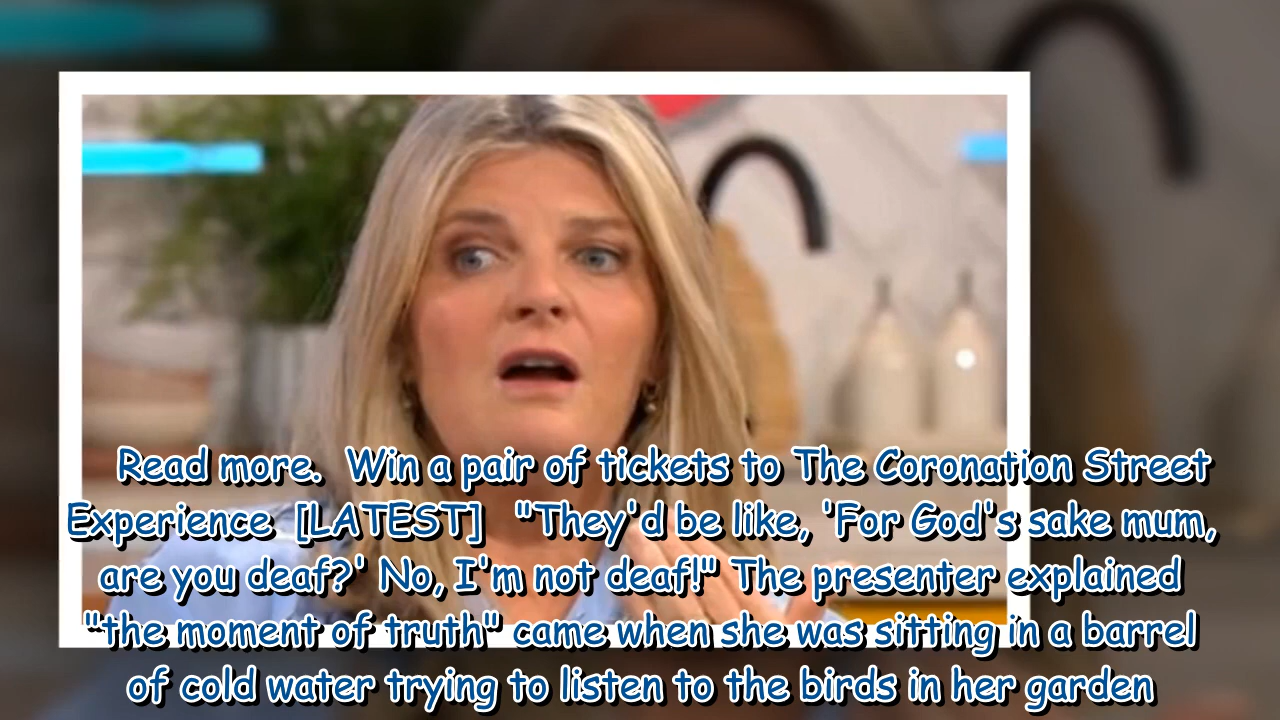 Read more. Win a pair of tickets to The Coronation Street
Experience [LATEST] "They'd be like, 'For God's sake mum,
are you deaf?' No, I'm not deaf!" The presenter explained
"the moment of truth" came when she was sitting in a barrel
of cold water trying to listen to the birds in her garden